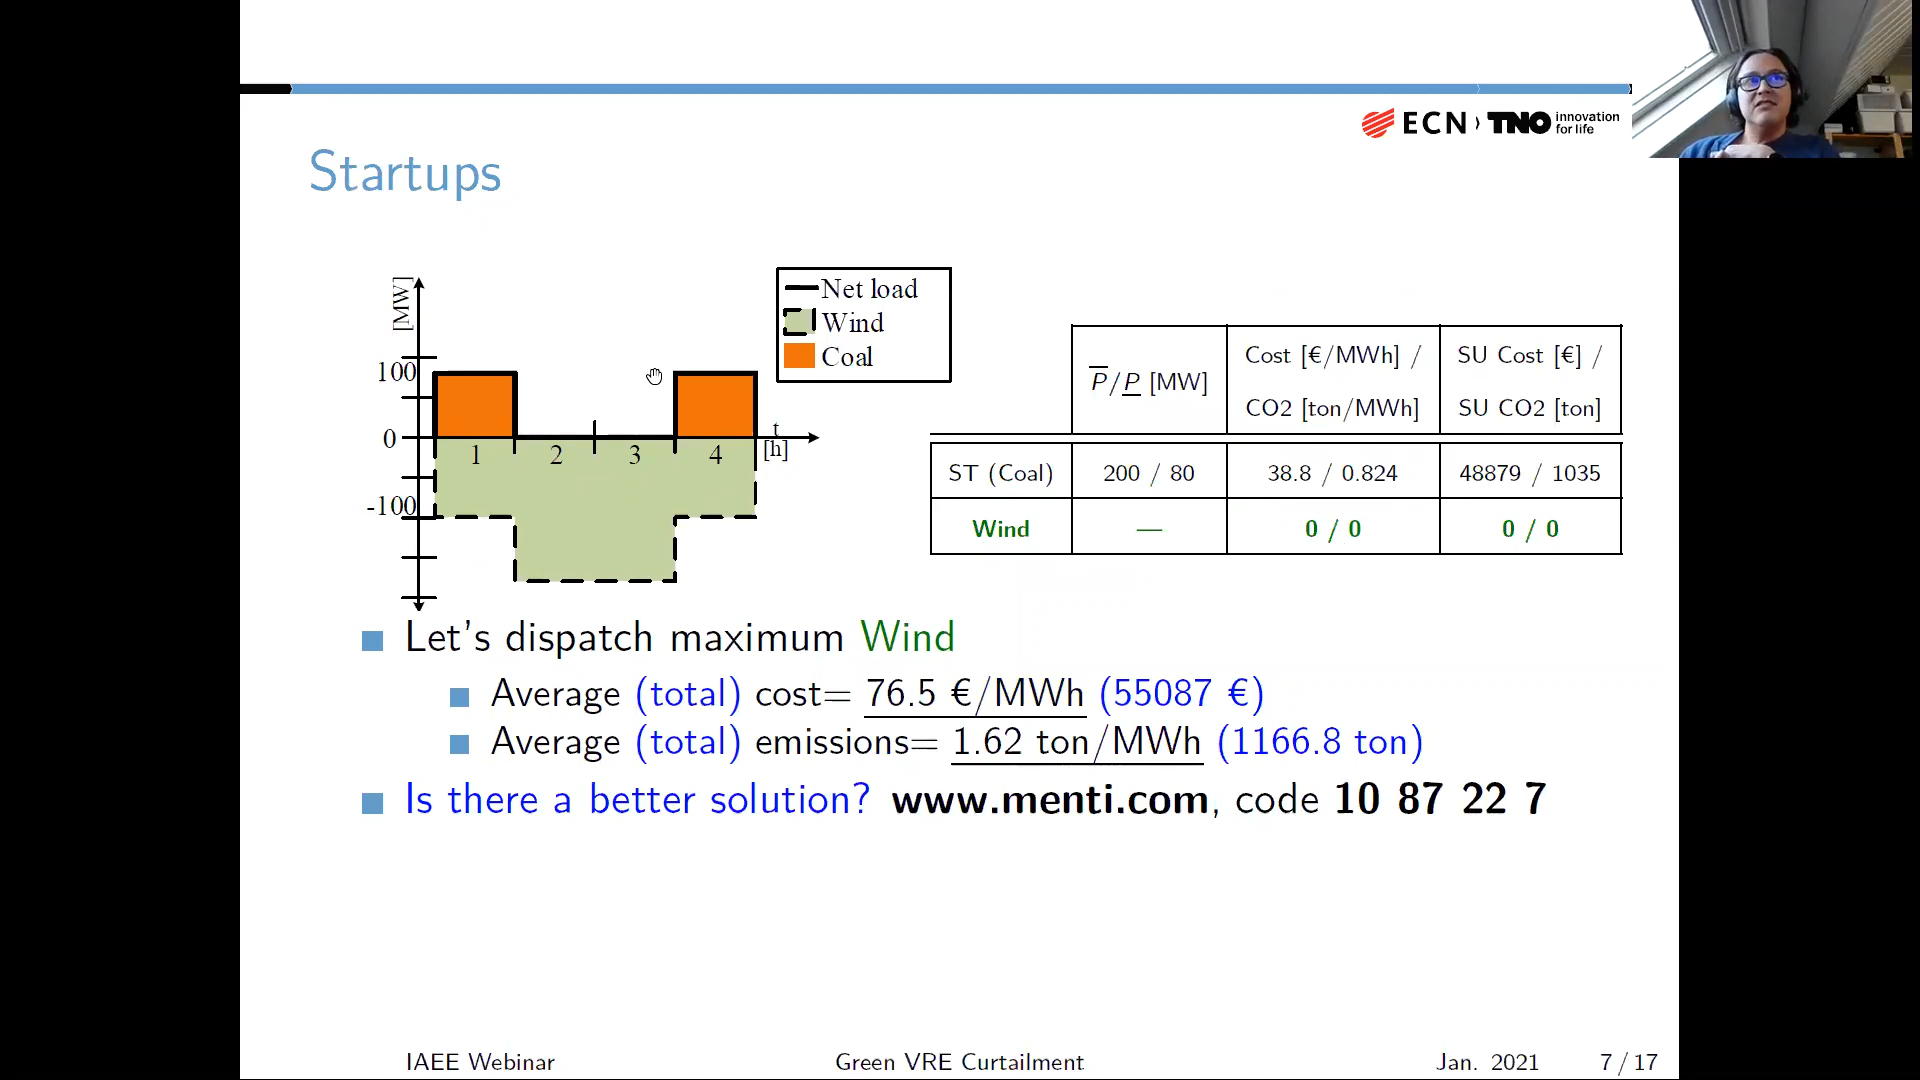 ECN › TNO innovation for life
Startups
[MW]
100
0
-100
1 2 3 4
t
[h]
Net load
Wind
Coal
P/P [MW]
Cost [€/MWh] /
CO2 [ton/MWh]
SU Cost [€] /
SU CO2 [ton]
ST (Coal) 200 / 80 38.8 / 0.824 48879 / 1035
Wind — 0 / 0 0 / 0
Let's dispatch maximum Wind
Average (total) cost= 76.5 €/MWh (55087 €)
Average (total) emissions= 1.62 ton/MWh (1166.8 ton)
Is there a better solution? www.menti.com, code 10 87 22 7
IAEE Webinar Green VRE Curtailment Jan. 2021 7 / 17